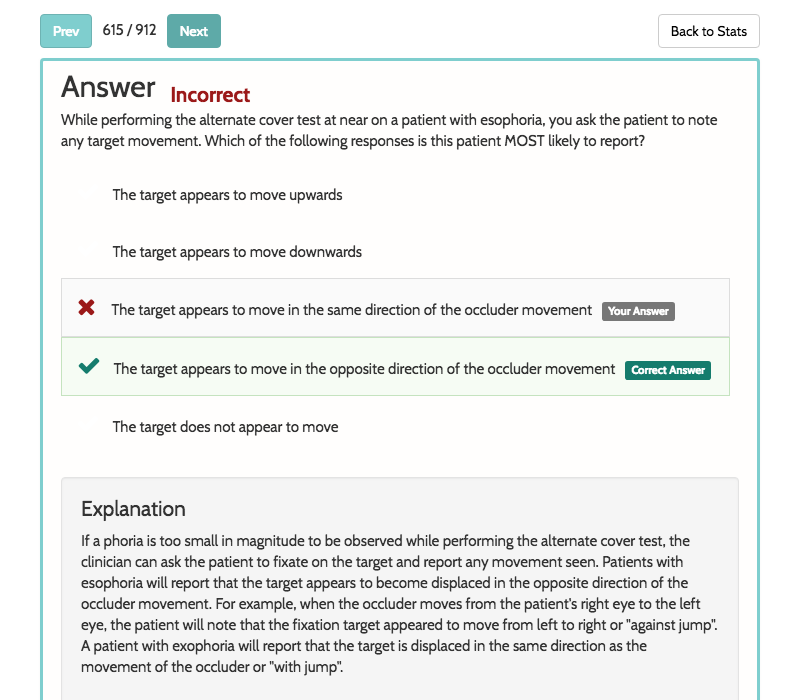 Prev 615 / 912 Next Back to Stats
Answer Incorrect
While performing the alternate cover test at near on a patient with esophoria, you ask the patient to note
any target movement. Which of the following responses is this patient MOST likely to report?
The target appears to move upwards
The target appears to move downwards
The target appears to move in the same direction of the occluder movement Your Answer
The target appears to move in the opposite direction of the occluder movement Correct Answer
The target does not appear to move
Explanation
If a phoria is too small in magnitude to be observed while performing the alternate cover test, the
clinician can ask the patient to fixate on the target and report any movement seen. Patients with
esophoria will report that the target appears to become displaced in the opposite direction of the
occluder movement. For example, when the occluder moves from the patient's right eye to the left
eye, the patient will note that the fixation target appeared to move from left to right or "against jump".
A patient with exophoria will report that the target is displaced in the same direction as the
movement of the occluder or "with jump".